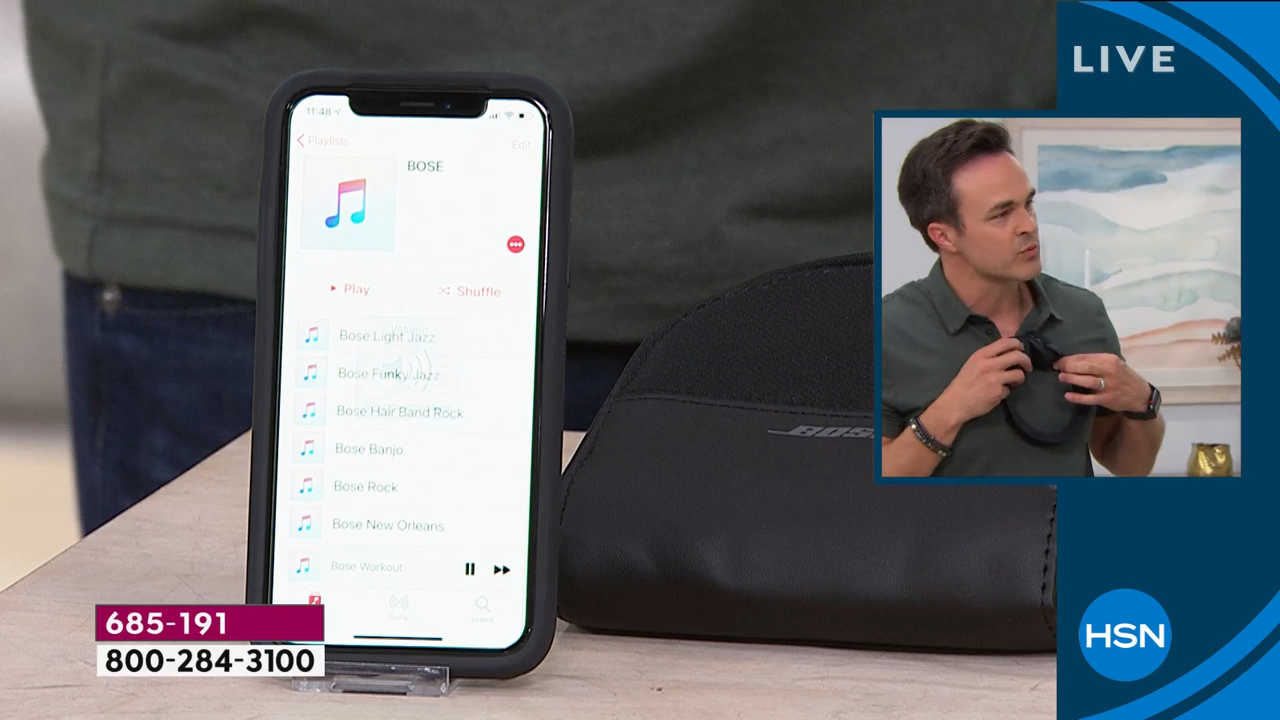 LIVE
11:48
Playlists
Edit
BOSE
Play
Shuffle
Bose Light Jazz
Bose Funky Jazz
Bose Hair Band Rock
Bose Banjo
Bose Rock
Bose New Orleans
Bose Workout
Radio
Search
BOSE
685-191
800-284-3100
HSN